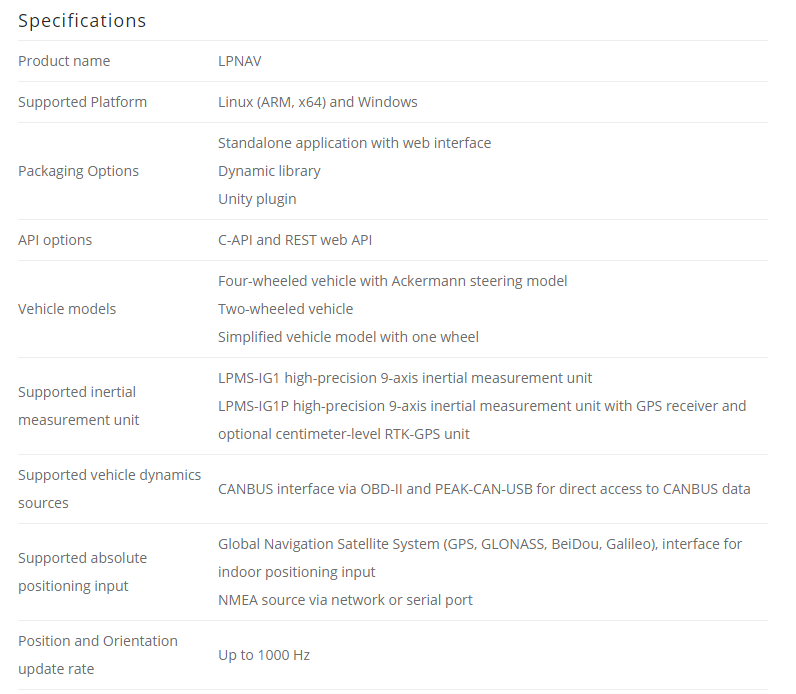 Specifications
Product name
LPNAV
Supported Platform
Linux (ARM, x64) and Windows
Packaging Options
Standalone application with web interface
Dynamic library
Unity plugin
API options
C-API and REST web API
Vehicle models
Four-wheeled vehicle with Ackermann steering model
Two-wheeled vehicle
Simplified vehicle model with one wheel
Supported inertial
measurement unit
LPMS-IG1 high-precision 9-axis inertial measurement unit
LPMS-IG1P high-precision 9-axis inertial measurement unit with GPS receiver and
optional centimeter-level RTK-GPS unit
Supported vehicle dynamics
sources
CANBUS interface via OBD-II and PEAK-CAN-USB for direct access to CANBUS data
Supported absolute
positioning input
Global Navigation Satellite System (GPS, GLONASS, BeiDou, Galileo), interface for
indoor positioning input
NMEA source via network or serial port
Position and Orientation
update rate
Up to 1000 Hz